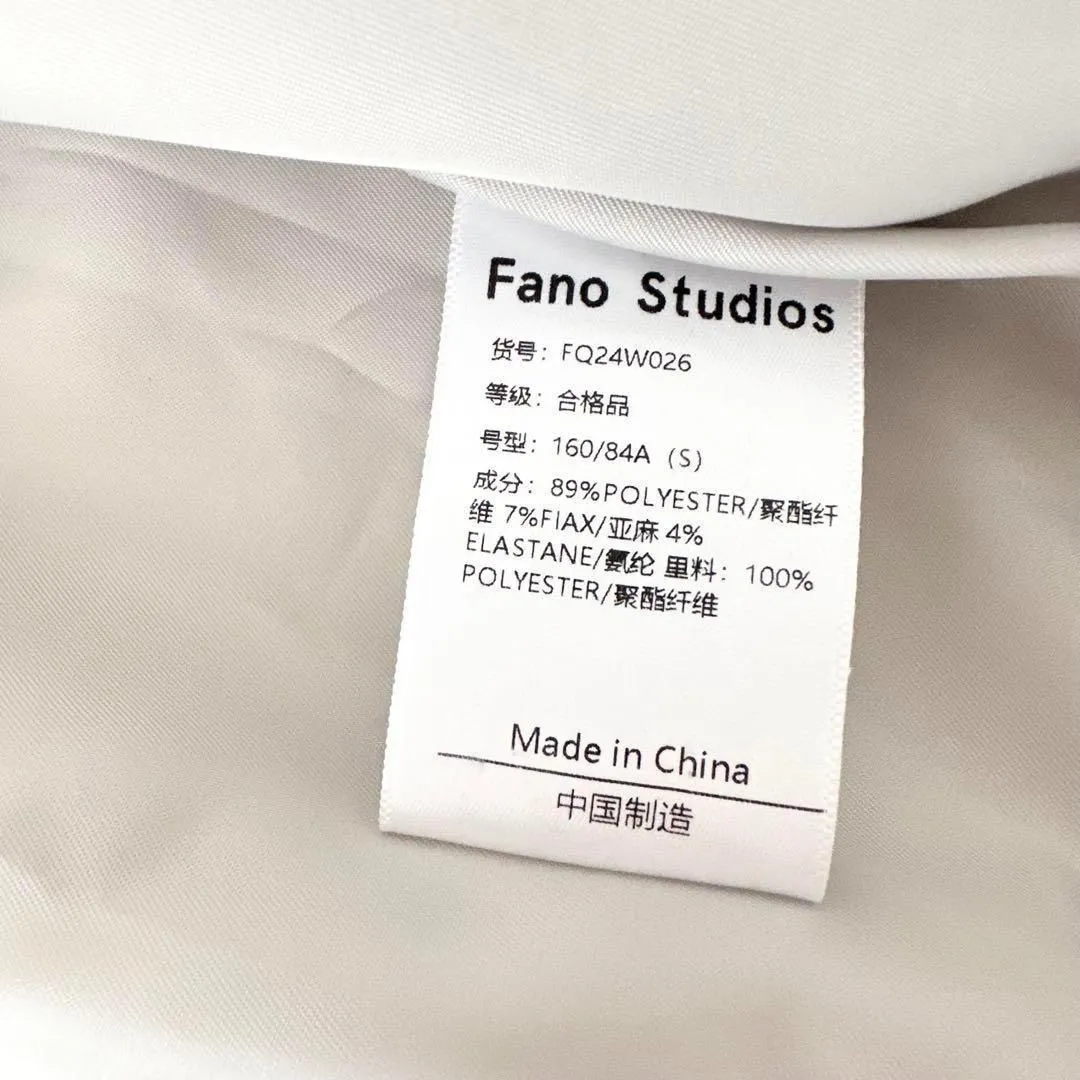 Fano Studios
货号：FQ24W026
等级：合格品
号型：160/84A（S）
成分：89%POLYESTER/聚酯纤
维 7%FIAX/亚麻 4%
ELASTANE/氨纶 里料：100%
POLYESTER/聚酯纤维
Made in China
中国制造